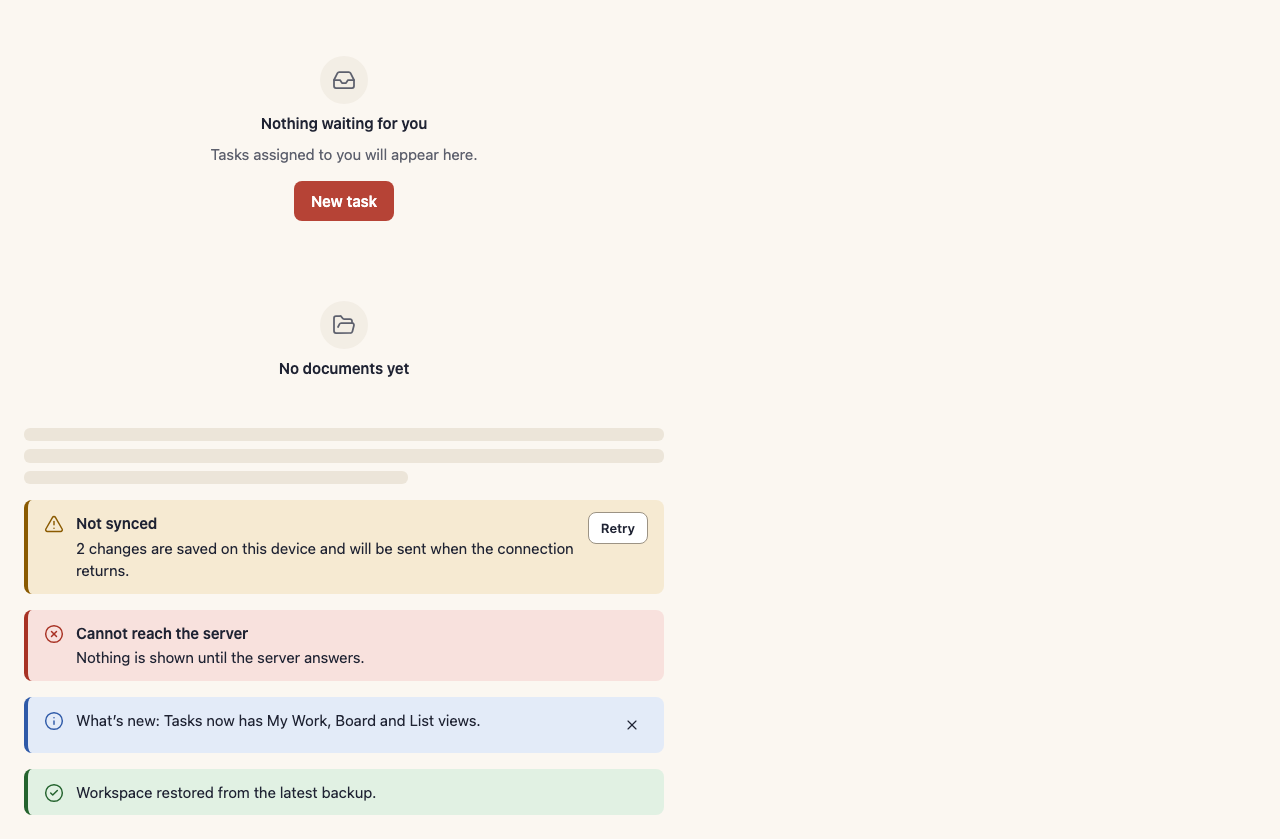 Nothing waiting for you
Tasks assigned to you will appear here.
New task
No documents yet
Not synced
Retry
2 changes are saved on this device and will be sent when the connection
returns.
Cannot reach the server
Nothing is shown until the server answers.
What’s new: Tasks now has My Work, Board and List views.
Workspace restored from the latest backup.